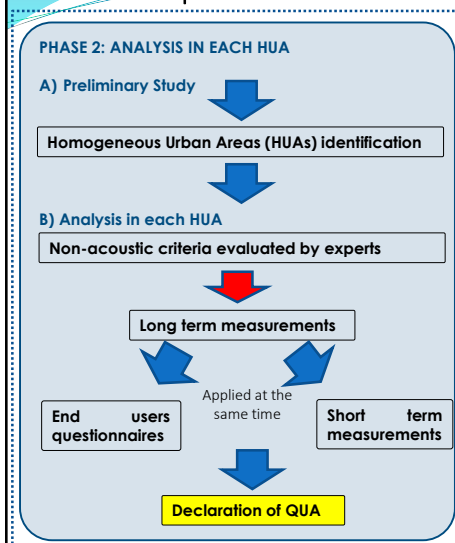 PHASE 2: ANALYSIS IN EACH HUA
A) Preliminary Study
Homogeneous Urban Areas (HUAs) identification
B) Analysis in each HUA
Non-acoustic criteria evaluated by experts
Long term measurements
Applied at the
same time
End users
questionnaires
Short term
measurements
Declaration of QUA